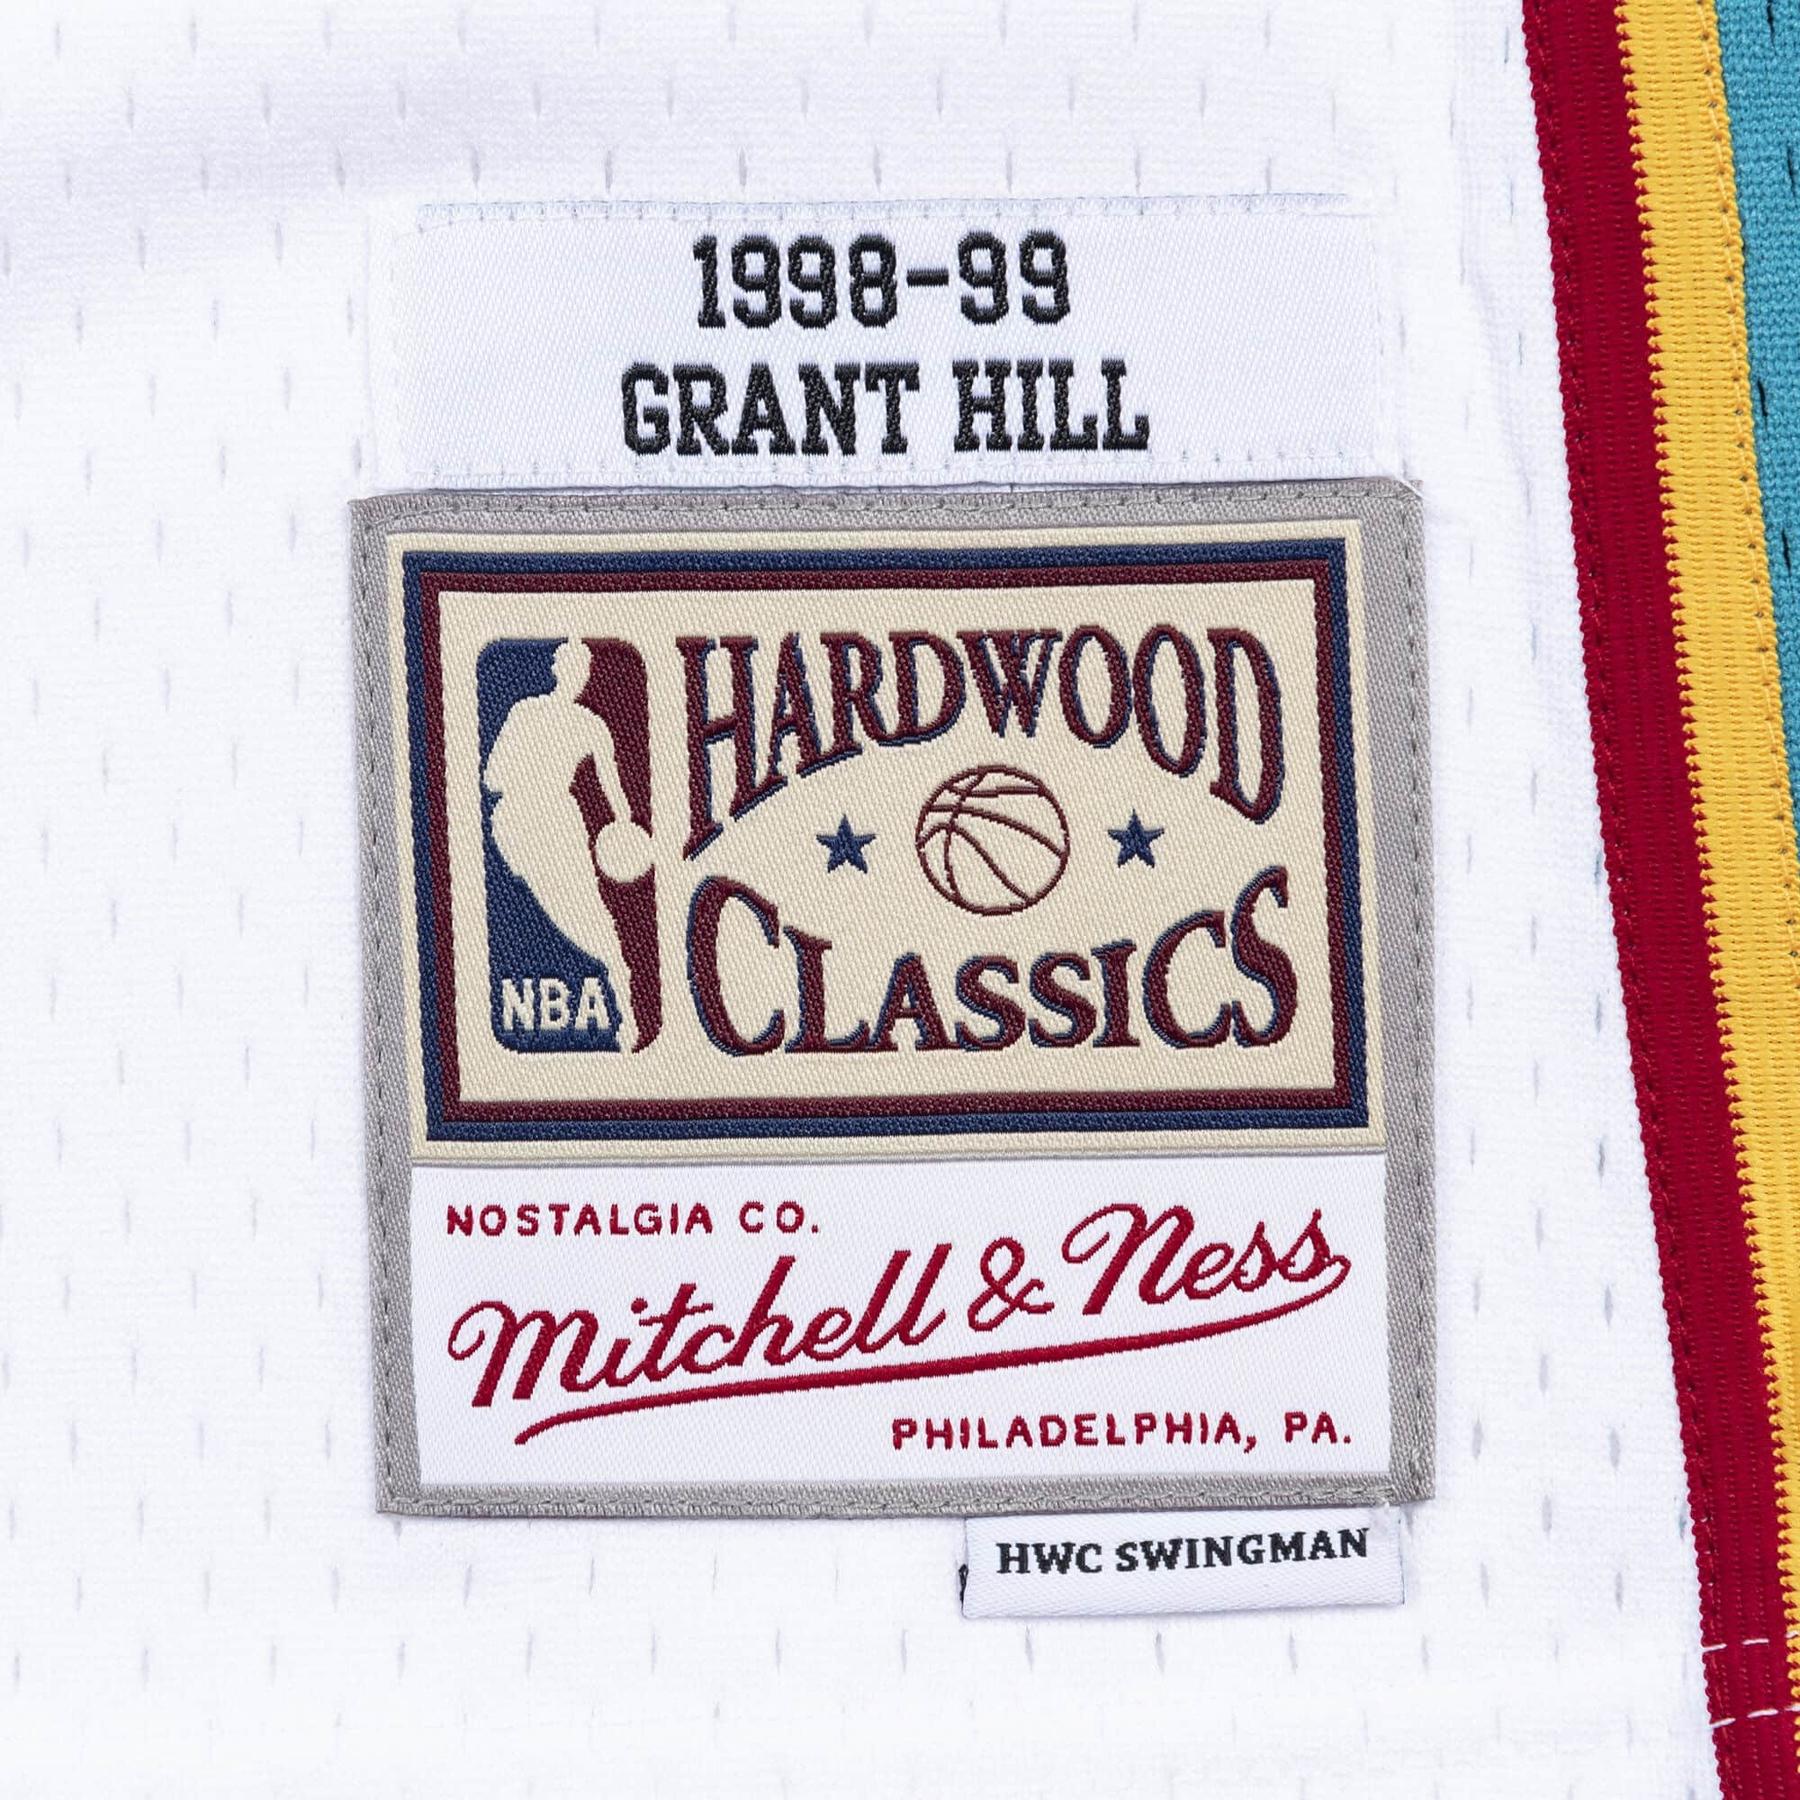 1998-99
GRANT HILL
HARDWOOD
CLASSICS
NBA
NOSTALGIA CO.
Mitchell & Ness
PHILADELPHIA, PA.
HWC SWINGMAN